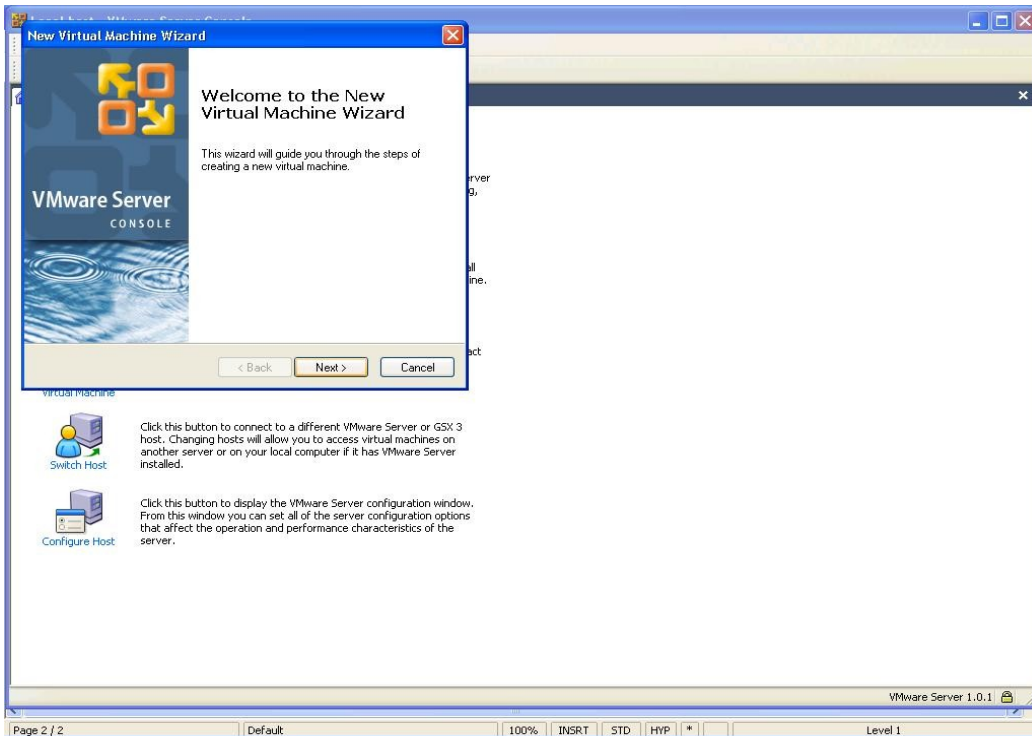 Local host - VMware Server Console
New Virtual Machine Wizard
Welcome to the New
Virtual Machine Wizard
This wizard will guide you through the steps of
creating a new virtual machine.
VMware Server
CONSOLE
< Back
Next >
Cancel
Virtual Machine
Click this button to connect to a different VMware Server or GSX 3
host. Changing hosts will allow you to access virtual machines on
another server or on your local computer if it has VMware Server
installed.
Switch Host
Click this button to display the VMware Server configuration window.
From this window you can set all of the server configuration options
that affect the operation and performance characteristics of the
server.
Configure Host
VMware Server 1.0.1
Page 2 / 2
Default
100%
INSRT
STD
HYP
*
Level 1